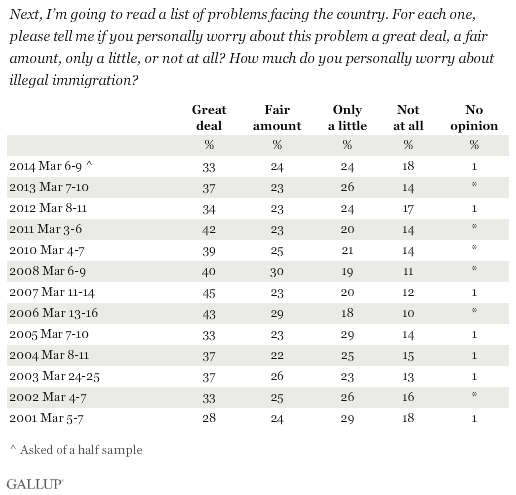 Next, I'm going to read a list of problems facing the country. For each one,
please tell me if you personally worry about this problem a great deal, a fair
amount, only a little, or not at all? How much do you personally worry about
illegal immigration?
Great deal Fair amount Only a little Not at all No opinion
% % % % %
2014 Mar 6-9 ^ 33 24 24 18 1
2013 Mar 7-10 37 23 26 14 *
2012 Mar 8-11 34 23 24 17 1
2011 Mar 3-6 42 23 20 14 *
2010 Mar 4-7 39 25 21 14 *
2008 Mar 6-9 40 30 19 11 *
2007 Mar 11-14 45 23 20 12 1
2006 Mar 13-16 43 29 18 10 *
2005 Mar 7-10 33 23 29 14 1
2004 Mar 8-11 37 22 25 15 1
2003 Mar 24-25 37 26 23 13 1
2002 Mar 4-7 33 25 26 16 *
2001 Mar 5-7 28 24 29 18 1
^ Asked of a half sample
GALLUP